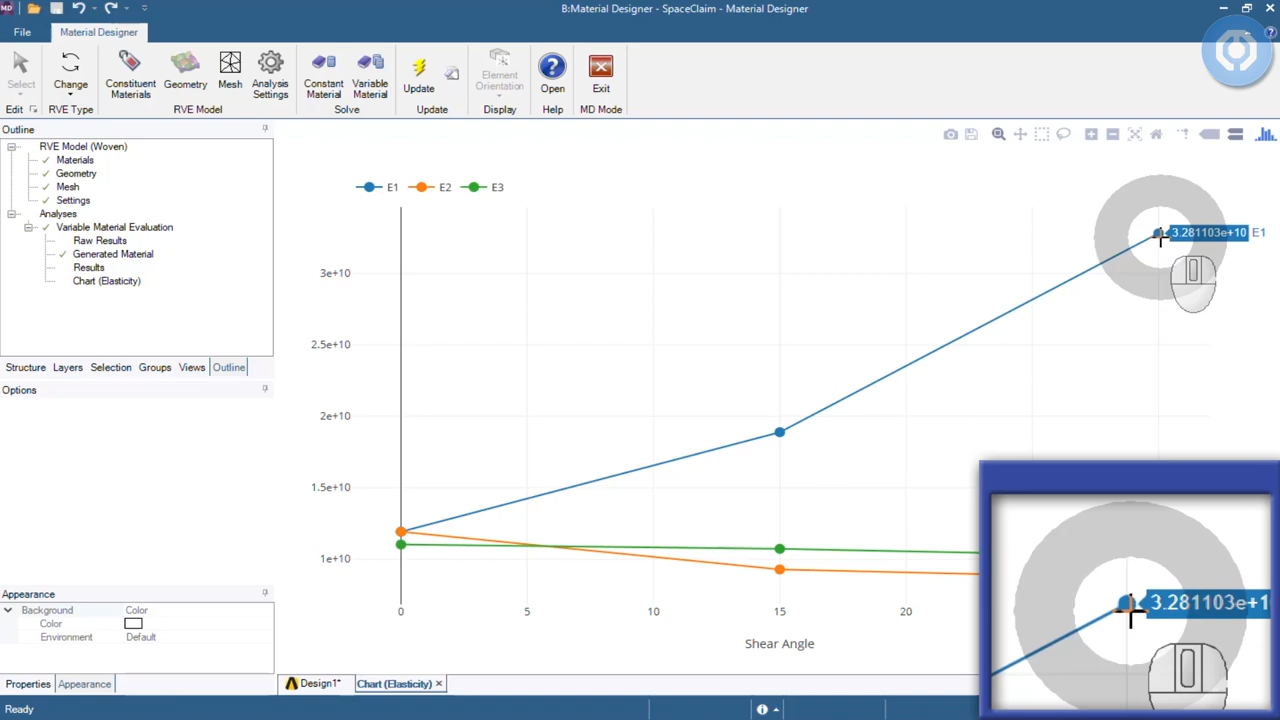 MD
B:Material Designer - SpaceClaim - Material Designer
File
Material Designer
Select
Change
Constituent Materials
Geometry
Mesh
Analysis Settings
Constant Material
Variable Material
Update
Element Orientation
Open
Exit
Edit
RVE Type
RVE Model
Solve
Update
Display
Help
MD Mode
Outline
RVE Model (Woven)
Materials
Geometry
Mesh
Settings
Analyses
Variable Material Evaluation
Raw Results
Generated Material
Results
Chart (Elasticity)
Structure Layers Selection Groups Views Outline
Options
Appearance
Background Color
Color
Environment Default
Properties Appearance
E1 E2 E3
3.281103e+10 E1
3e+10
2.5e+10
2e+10
1.5e+10
1e+10
0 5 10 15 20
Shear Angle
3.281103e+1
Design1*
Chart (Elasticity)
Ready